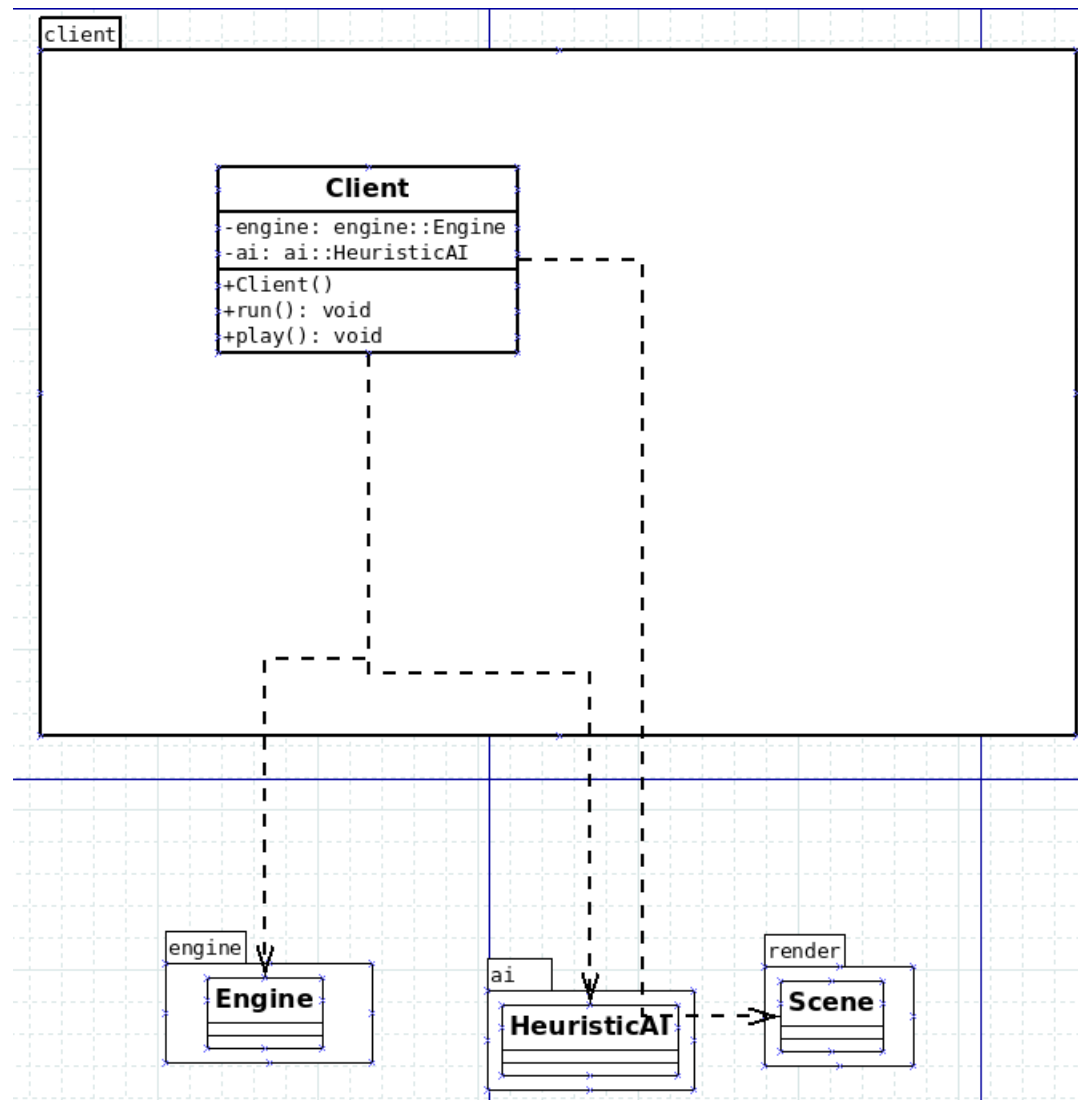 client
Client
-engine: engine::Engine
-ai: ai::HeuristicAI
+Client()
+run(): void
+play(): void
engine
Engine
ai
HeuristicAI
render
Scene